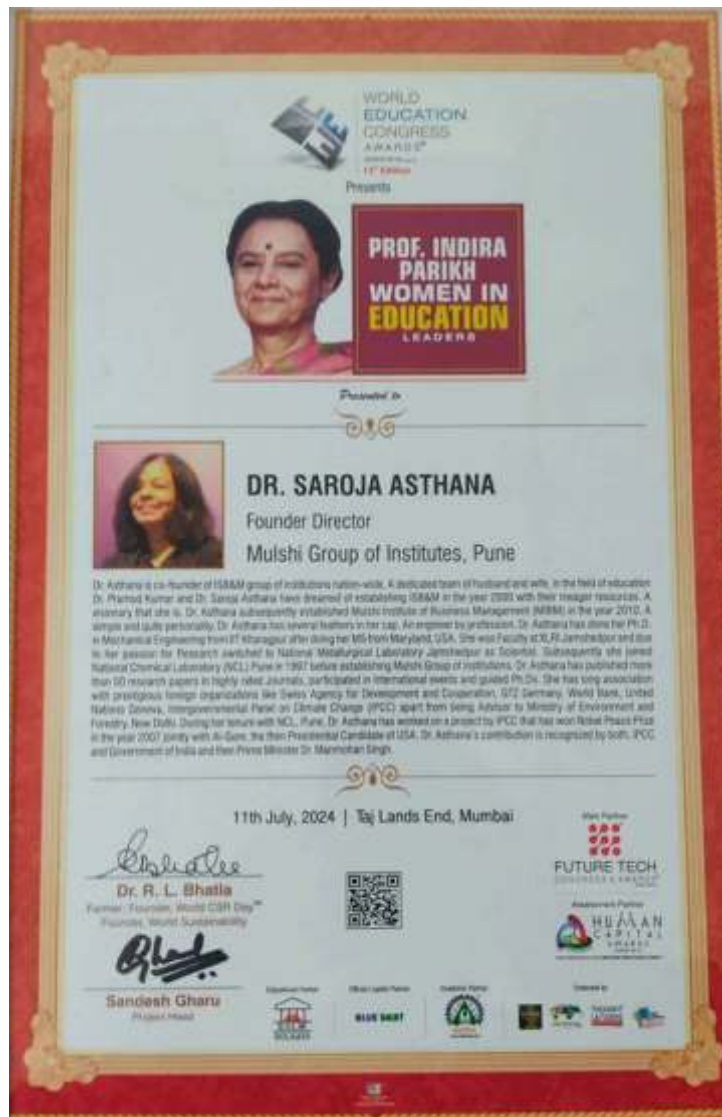 WORLD
EDUCATION
CONGRESS
AWARDS
Presents
PROF. INDIRA
PARIKH
WOMEN IN
EDUCATION
LEADERS
Presented to
DR. SAROJA ASTHANA
Founder Director
Mulshi Group of Institutes, Pune
Dr. Asthana is co-founder of ISB&M group of institutions nation-wide. A dedicated team of husband and wife, in the field of education
Dr. Pramod Kumar and Dr. Saroja Asthana have dreamed of establishing ISB&M in the year 2000 with their meager resources. A
visionary that she is, Dr. Asthana subsequently established Mulshi Institute of Business Management (MIBM) in the year 2010. A
simple and quite personality, Dr. Asthana has several feathers in her cap. An engineer by profession, Dr. Asthana has done her Ph.D.
in Mechanical Engineering from IIT Kharagpur after doing her MS from Maryland, USA. She was Faculty at XLRI Jamshedpur and due
to her passion for Research switched to National Metallurgical Laboratory Jamshedpur as Scientist. Subsequently she joined
National Chemical Laboratory (NCL) Pune in 1997 before establishing Mulshi Group of institutions. Dr. Asthana has published more
than 50 research papers in highly rated Journals, participated in International events and guided Ph.Ds. She has long association
with prestigious foreign organizations like Swiss Agency for Development and Cooperation, GTZ Germany, World Bank, United
Nations Geneva, Intergovernmental Panel on Climate Change (IPCC) apart from being Advisor to Ministry of Environment and
Forestry, New Delhi. During her tenure with NCL, Pune, Dr. Asthana has worked on a project by IPCC that has won Nobel Peace Prize
in the year 2007 jointly with Al-Gore, the then Presidential Candidate of USA. Dr. Asthana's contribution is recognized by both, IPCC
and Government of India and then Prime Minister Dr. Manmohan Singh.
11th July, 2024 | Taj Lands End, Mumbai
Dr. R. L. Bhatia
Former, Founder, World CSR Day
Founder, World Sustainability
Sandesh Gharu
Project Head
FUTURE TECH
HUMAN
CAPITAL
AWARDS
BLUE DART